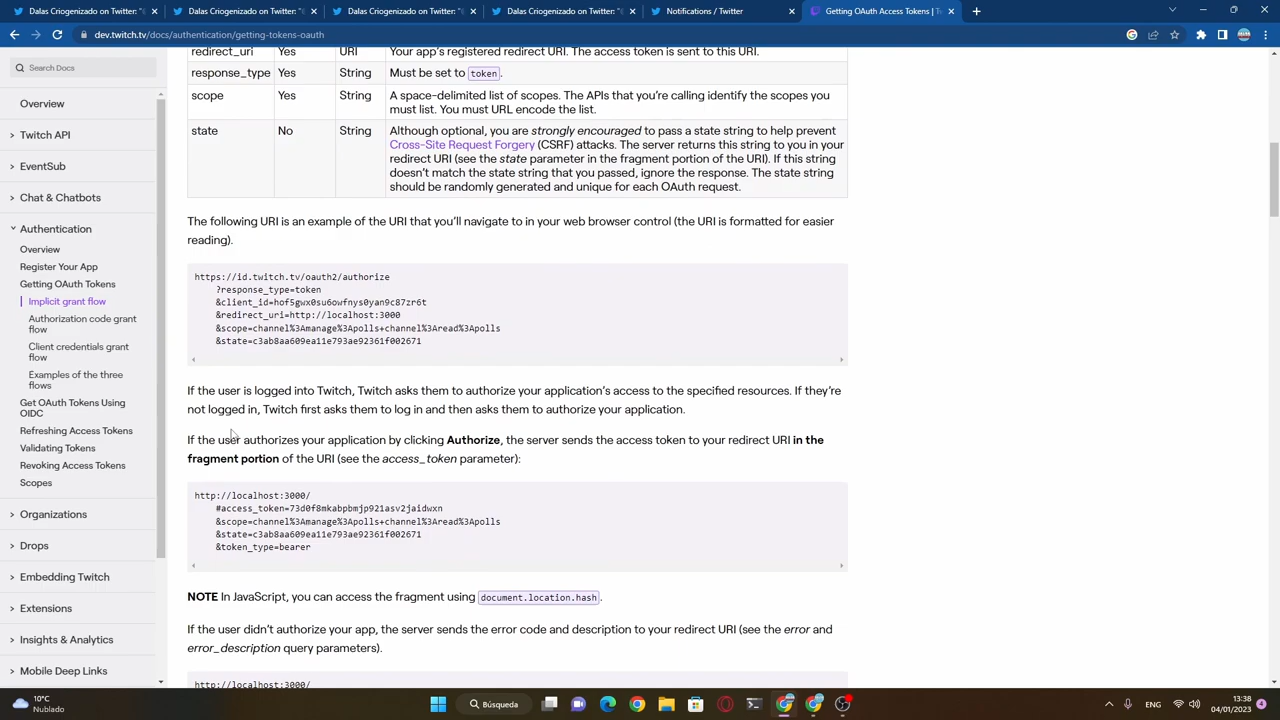 Dalas Criogenizado - Twitter: "E
Dalas Criogenizado - Twitter: "
Dalas Criogenizado - Twitter: "E
Dalas Criogenizado - Twitter: "E
Notifications / Twitter
Getting OAuth Access Tokens | T
dev.twitch.tv/docs/authentication/getting-tokens-oauth
Search Docs
Overview
Twitch API
EventSub
Chat & Chatbots
Authentication
Overview
Register Your App
Getting OAuth Tokens
Implicit grant flow
Authorization code grant
flow
Client credentials grant
flow
Examples of the three
flows
Get OAuth Tokens Using
OIDC
Refreshing Access Tokens
Validating Tokens
Revoking Access Tokens
Scopes
Organizations
Drops
Embedding Twitch
Extensions
Insights & Analytics
Mobile Deep Links
redirect_uri Yes URI Your app's registered redirect URI. The access token is sent to this URI.
response_type Yes String Must be set to token.
scope Yes String A space-delimited list of scopes. The APIs that you're calling identify the scopes you
must list. You must URL encode the list.
state No String Although optional, you are strongly encouraged to pass a state string to help prevent
Cross-Site Request Forgery (CSRF) attacks. The server returns this string to you in your
redirect URI (see the state parameter in the fragment portion of the URI). If this string
doesn't match the state string that you passed, ignore the response. The state string
should be randomly generated and unique for each OAuth request.
The following URI is an example of the URI that you'll navigate to in your web browser control (the URI is formatted for easier
reading).
https://id.twitch.tv/oauth2/authorize
?response_type=token
&client_id=hof5gwx0su6owfnys0yan9c87zr6t
&redirect_uri=http://localhost:3000
&scope=channel%3Amanage%3Apolls+channel%3Aread%3Apolls
&state=c3ab8aa609ea11e793ae92361f002671
If the user is logged into Twitch, Twitch asks them to authorize your application's access to the specified resources. If they're
not logged in, Twitch first asks them to log in and then asks them to authorize your application.
If the user authorizes your application by clicking Authorize, the server sends the access token to your redirect URI in the
fragment portion of the URI (see the access_token parameter):
http://localhost:3000/
#access_token=73d0f8mkabpbmjp921asv2jaidwxn
&scope=channel%3Amanage%3Apolls+channel%3Aread%3Apolls
&state=c3ab8aa609ea11e793ae92361f002671
&token_type=bearer
NOTE In JavaScript, you can access the fragment using document.location.hash.
If the user didn't authorize your app, the server sends the error code and description to your redirect URI (see the error and
error_description query parameters).
http://localhost:3000/
10°C
Nublado
Búsqueda
ENG
13:38
04/01/2023